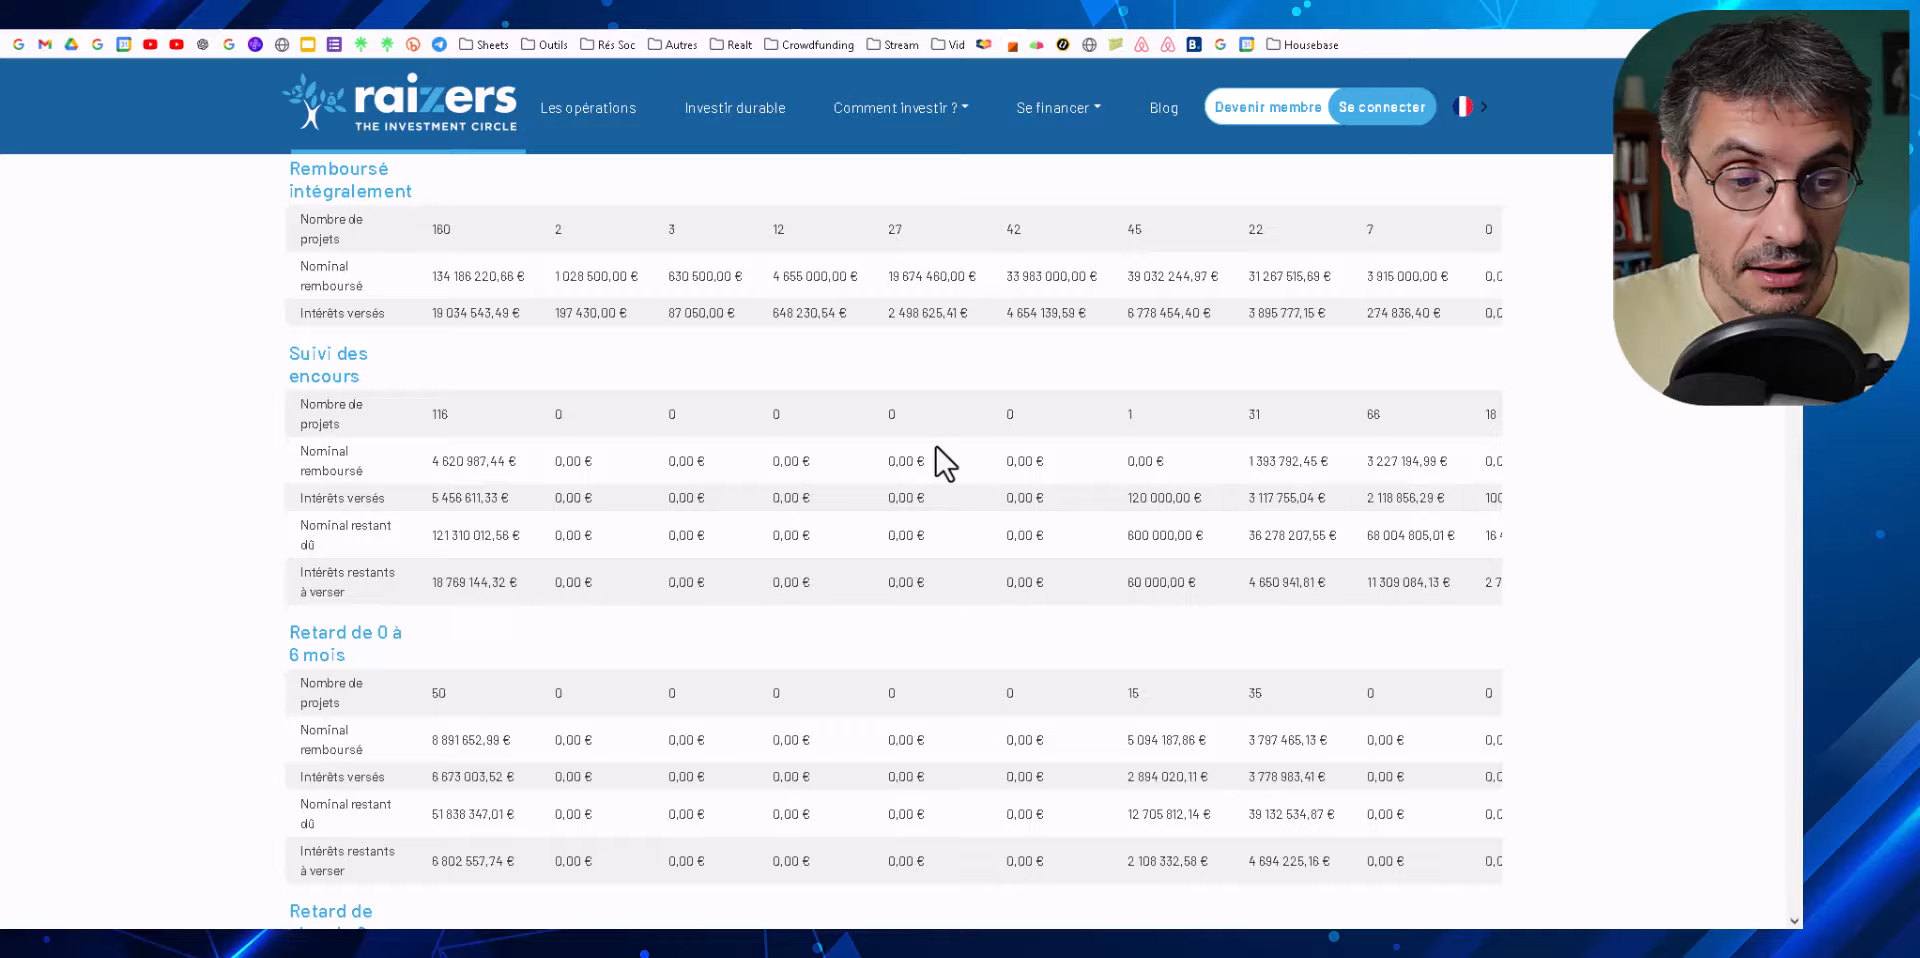 Sheets Outils Rés Soc Autres Realt Crowdfunding Stream Vid Housebase
raizers
THE INVESTMENT CIRCLE
Les opérations Investir durable Comment investir ? Se financer Blog Devenir membre Se connecter
Remboursé
intégralement
Nombre de
projets 160 2 3 12 27 42 45 22 7 0
Nominal
remboursé 134 186 220,66 € 1 028 500,00 € 630 500,00 € 4 655 000,00 € 19 674 460,00 € 33 983 000,00 € 39 032 244,97 € 31 267 515,69 € 3 915 000,00 € 0,0
Intérêts versés 19 034 543,49 € 197 430,00 € 87 050,00 € 648 230,54 € 2 498 625,41 € 4 654 139,59 € 6 778 454,40 € 3 895 777,15 € 274 836,40 € 0,0
Suivi des
encours
Nombre de
projets 116 0 0 0 0 0 1 31 66 18
Nominal
remboursé 4 620 987,44 € 0,00 € 0,00 € 0,00 € 0,00 € 0,00 € 0,00 € 1 393 792,45 € 3 227 194,99 € 0,0
Intérêts versés 5 456 611,33 € 0,00 € 0,00 € 0,00 € 0,00 € 0,00 € 120 000,00 € 3 117 755,04 € 2 118 856,29 € 100
Nominal restant
dû 121 310 012,56 € 0,00 € 0,00 € 0,00 € 0,00 € 0,00 € 600 000,00 € 36 278 207,55 € 68 004 805,01 € 16
Intérêts restants
à verser 18 769 144,32 € 0,00 € 0,00 € 0,00 € 0,00 € 0,00 € 60 000,00 € 4 650 941,81 € 11 309 084,13 € 2 7
Retard de 0 à
6 mois
Nombre de
projets 50 0 0 0 0 0 15 35 0 0
Nominal
remboursé 8 891 652,99 € 0,00 € 0,00 € 0,00 € 0,00 € 0,00 € 5 094 187,86 € 3 797 465,13 € 0,00 € 0,0
Intérêts versés 6 673 003,52 € 0,00 € 0,00 € 0,00 € 0,00 € 0,00 € 2 894 020,11 € 3 778 983,41 € 0,00 € 0,0
Nominal restant
dû 51 838 347,01 € 0,00 € 0,00 € 0,00 € 0,00 € 0,00 € 12 705 812,14 € 39 132 534,87 € 0,00 € 0,0
Intérêts restants
à verser 6 802 557,74 € 0,00 € 0,00 € 0,00 € 0,00 € 0,00 € 2 108 332,58 € 4 694 225,16 € 0,00 € 0,0
Retard de